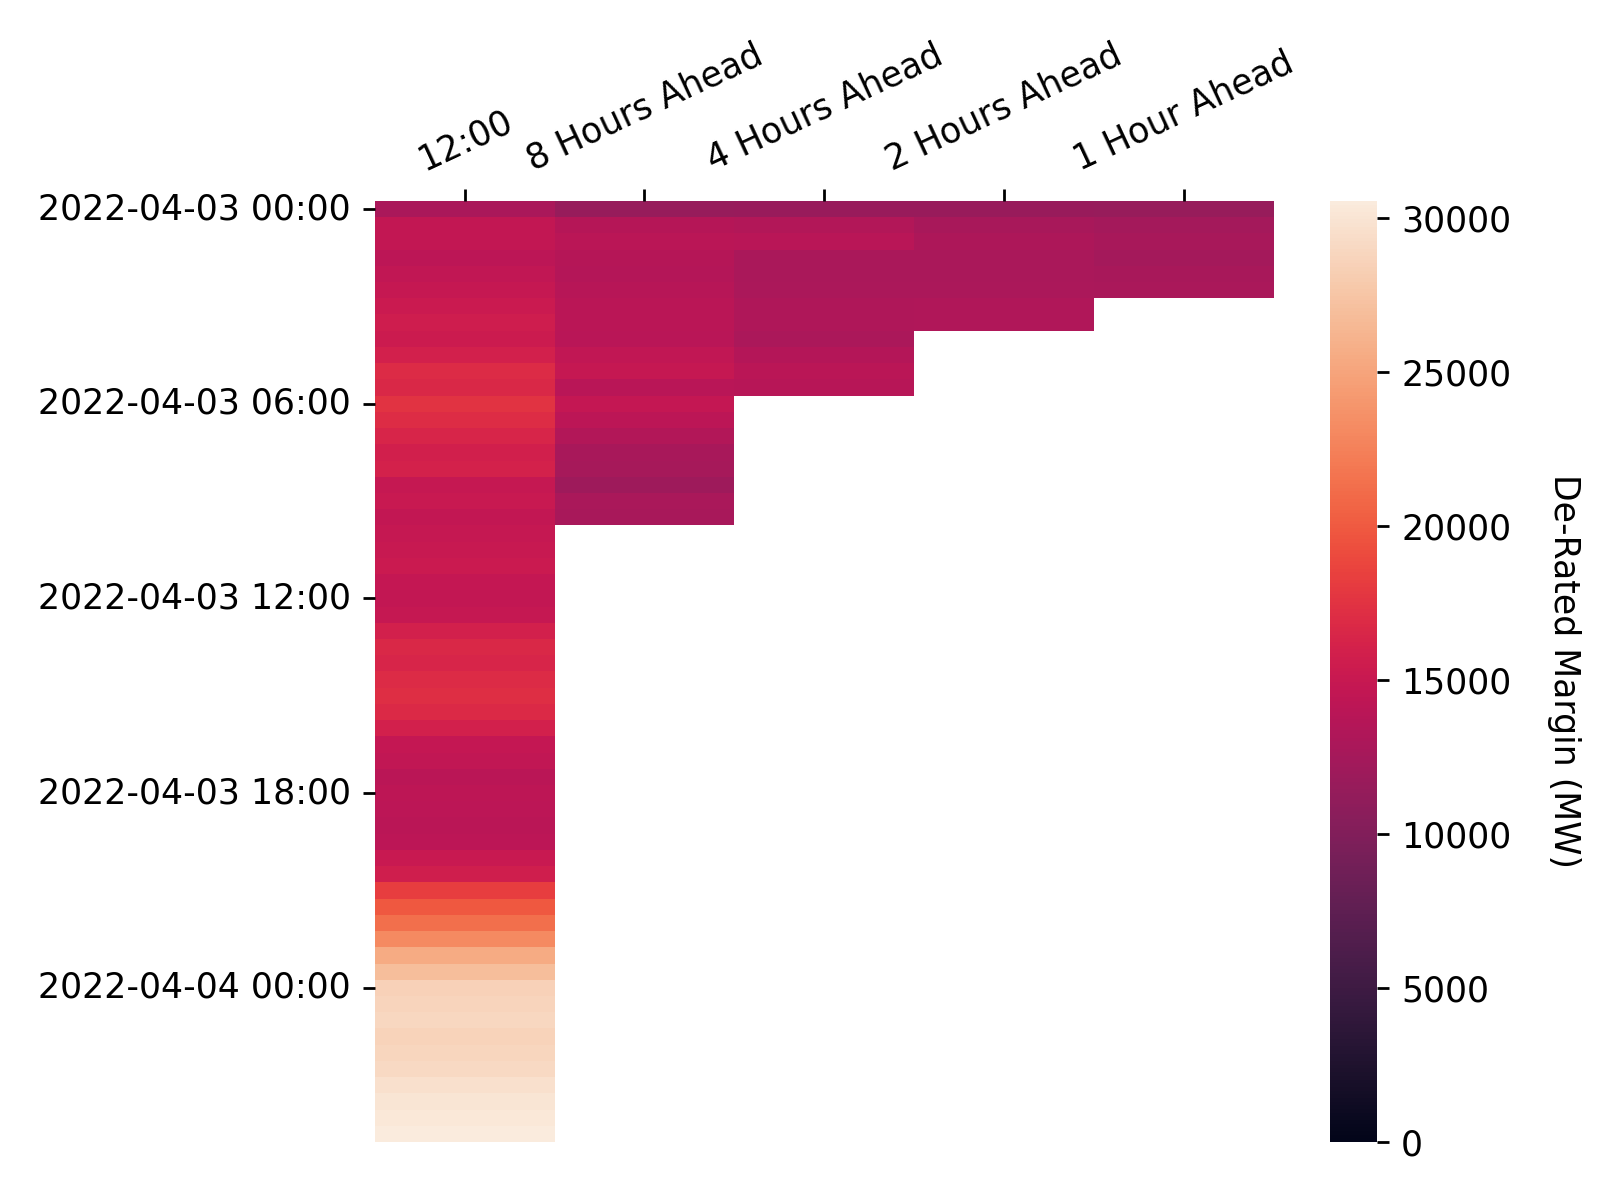 12:00
8 Hours Ahead
4 Hours Ahead
2 Hours Ahead
1 Hour Ahead
2022-04-03 00:00
2022-04-03 06:00
2022-04-03 12:00
2022-04-03 18:00
2022-04-04 00:00
30000
25000
20000
15000
10000
5000
0
De-Rated Margin (MW)